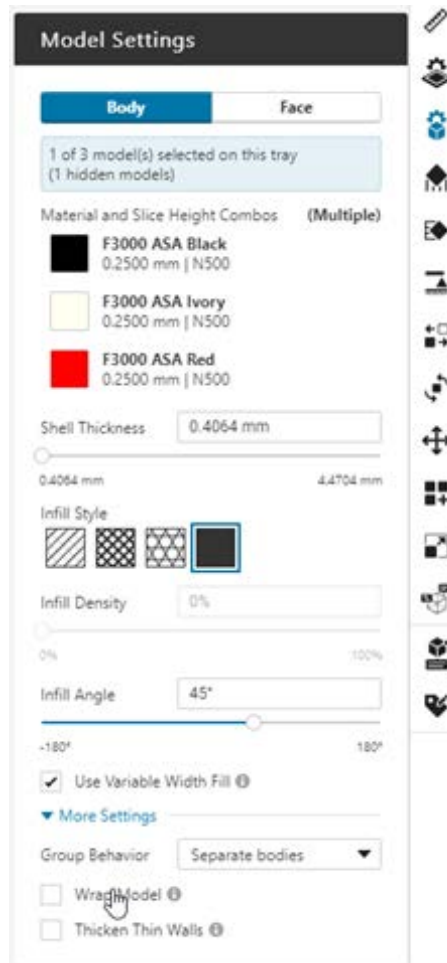 Model Settings
Body
Face
1 of 3 model(s) selected on this tray
(1 hidden models)
Material and Slice Height Combos (Multiple)
F3000 ASA Black
0.2500 mm | N500
F3000 ASA Ivory
0.2500 mm | N500
F3000 ASA Red
0.2500 mm | N500
Shell Thickness 0.4064 mm
0.4064 mm 4.4704 mm
Infill Style
Infill Density 0%
0% 100%
Infill Angle 45°
-180° 180°
Use Variable Width Fill
More Settings
Group Behavior Separate bodies
Wrap Model
Thicken Thin Walls